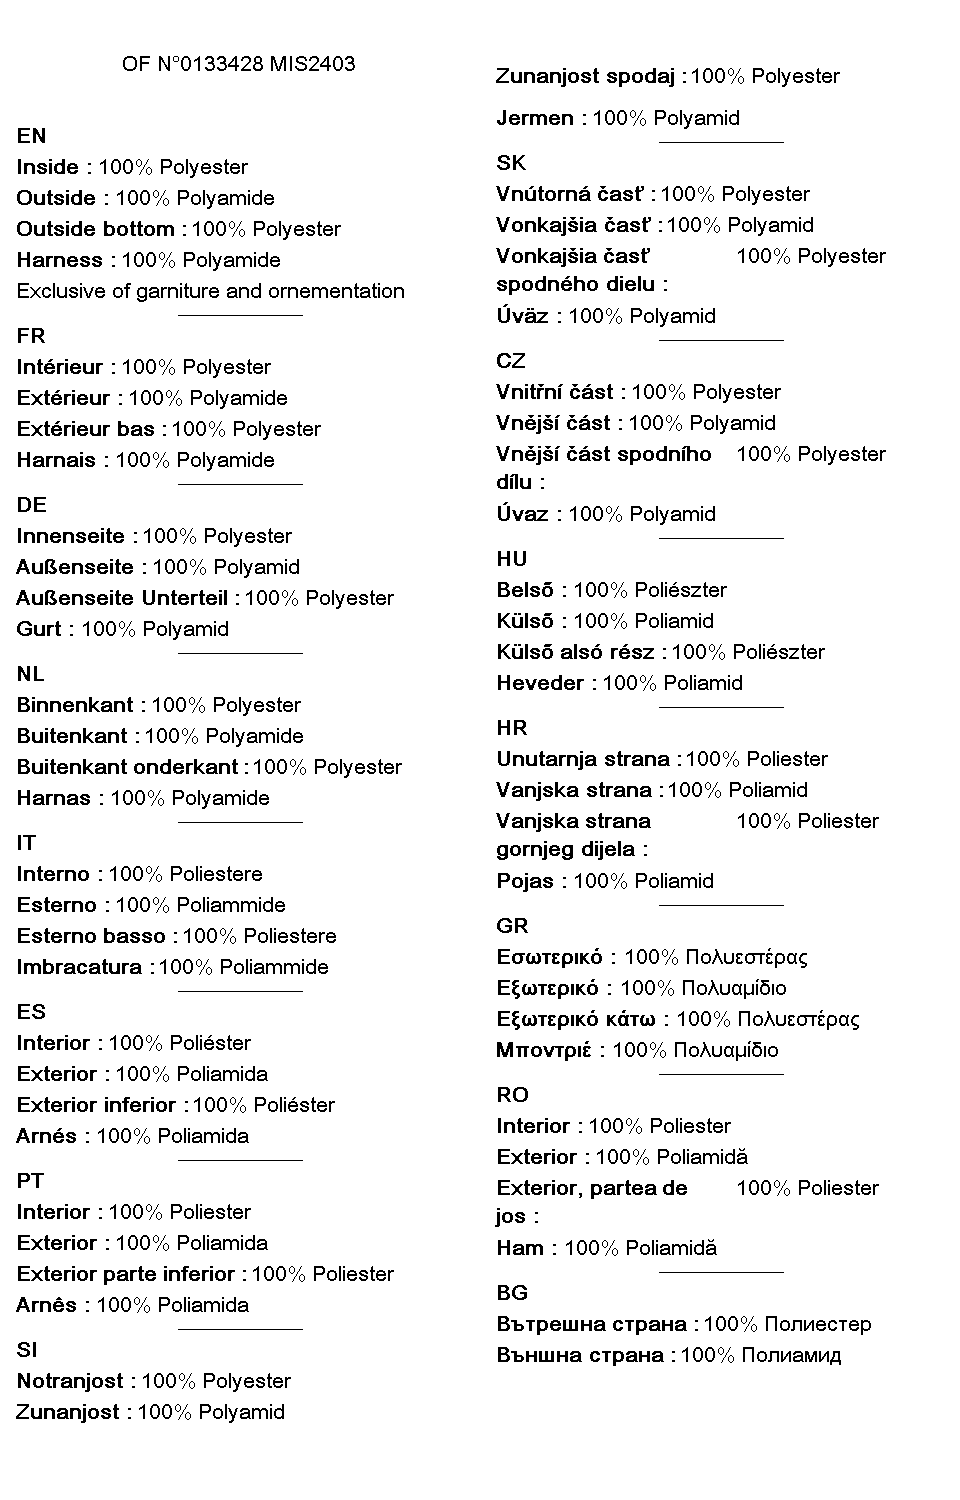 OF N°0133428 MIS2403
EN
Inside : 100% Polyester
Outside : 100% Polyamide
Outside bottom : 100% Polyester
Harness : 100% Polyamide
Exclusive of garniture and ornementation
FR
Intérieur : 100% Polyester
Extérieur : 100% Polyamide
Extérieur bas : 100% Polyester
Harnais : 100% Polyamide
DE
Innenseite : 100% Polyester
Außenseite : 100% Polyamid
Außenseite Unterteil : 100% Polyester
Gurt : 100% Polyamid
NL
Binnenkant : 100% Polyester
Buitenkant : 100% Polyamide
Buitenkant onderkant : 100% Polyester
Harnas : 100% Polyamide
IT
Interno : 100% Poliestere
Esterno : 100% Poliammide
Esterno basso : 100% Poliestere
Imbracatura : 100% Poliammide
ES
Interior : 100% Poliéster
Exterior : 100% Poliamida
Exterior inferior : 100% Poliéster
Arnés : 100% Poliamida
PT
Interior : 100% Poliester
Exterior : 100% Poliamida
Exterior parte inferior : 100% Poliester
Arnês : 100% Poliamida
SI
Notranjost : 100% Polyester
Zunanjost : 100% Polyamid
Zunanjost spodaj : 100% Polyester
Jermen : 100% Polyamid
SK
Vnútorná časť : 100% Polyester
Vonkajšia časť : 100% Polyamid
Vonkajšia časť 100% Polyester
spodného dielu :
Úväz : 100% Polyamid
CZ
Vnitřní část : 100% Polyester
Vnější část : 100% Polyamid
Vnější část spodního 100% Polyester
dílu :
Úvaz : 100% Polyamid
HU
Belsõ : 100% Poliészter
Külsõ : 100% Poliamid
Külsõ alsó rész : 100% Poliészter
Heveder : 100% Poliamid
HR
Unutarnja strana : 100% Poliester
Vanjska strana : 100% Poliamid
Vanjska strana 100% Poliester
gornjeg dijela :
Pojas : 100% Poliamid
GR
Εσωτερικό : 100% Πολυεστέρας
Εξωτερικό : 100% Πολυαμίδιο
Εξωτερικό κάτω : 100% Πολυεστέρας
Μποντριέ : 100% Πολυαμίδιο
RO
Interior : 100% Poliester
Exterior : 100% Poliamidă
Exterior, partea de 100% Poliester
jos :
Ham : 100% Poliamidă
BG
Вътрешна страна : 100% Полиестер
Външна страна : 100% Полиамид